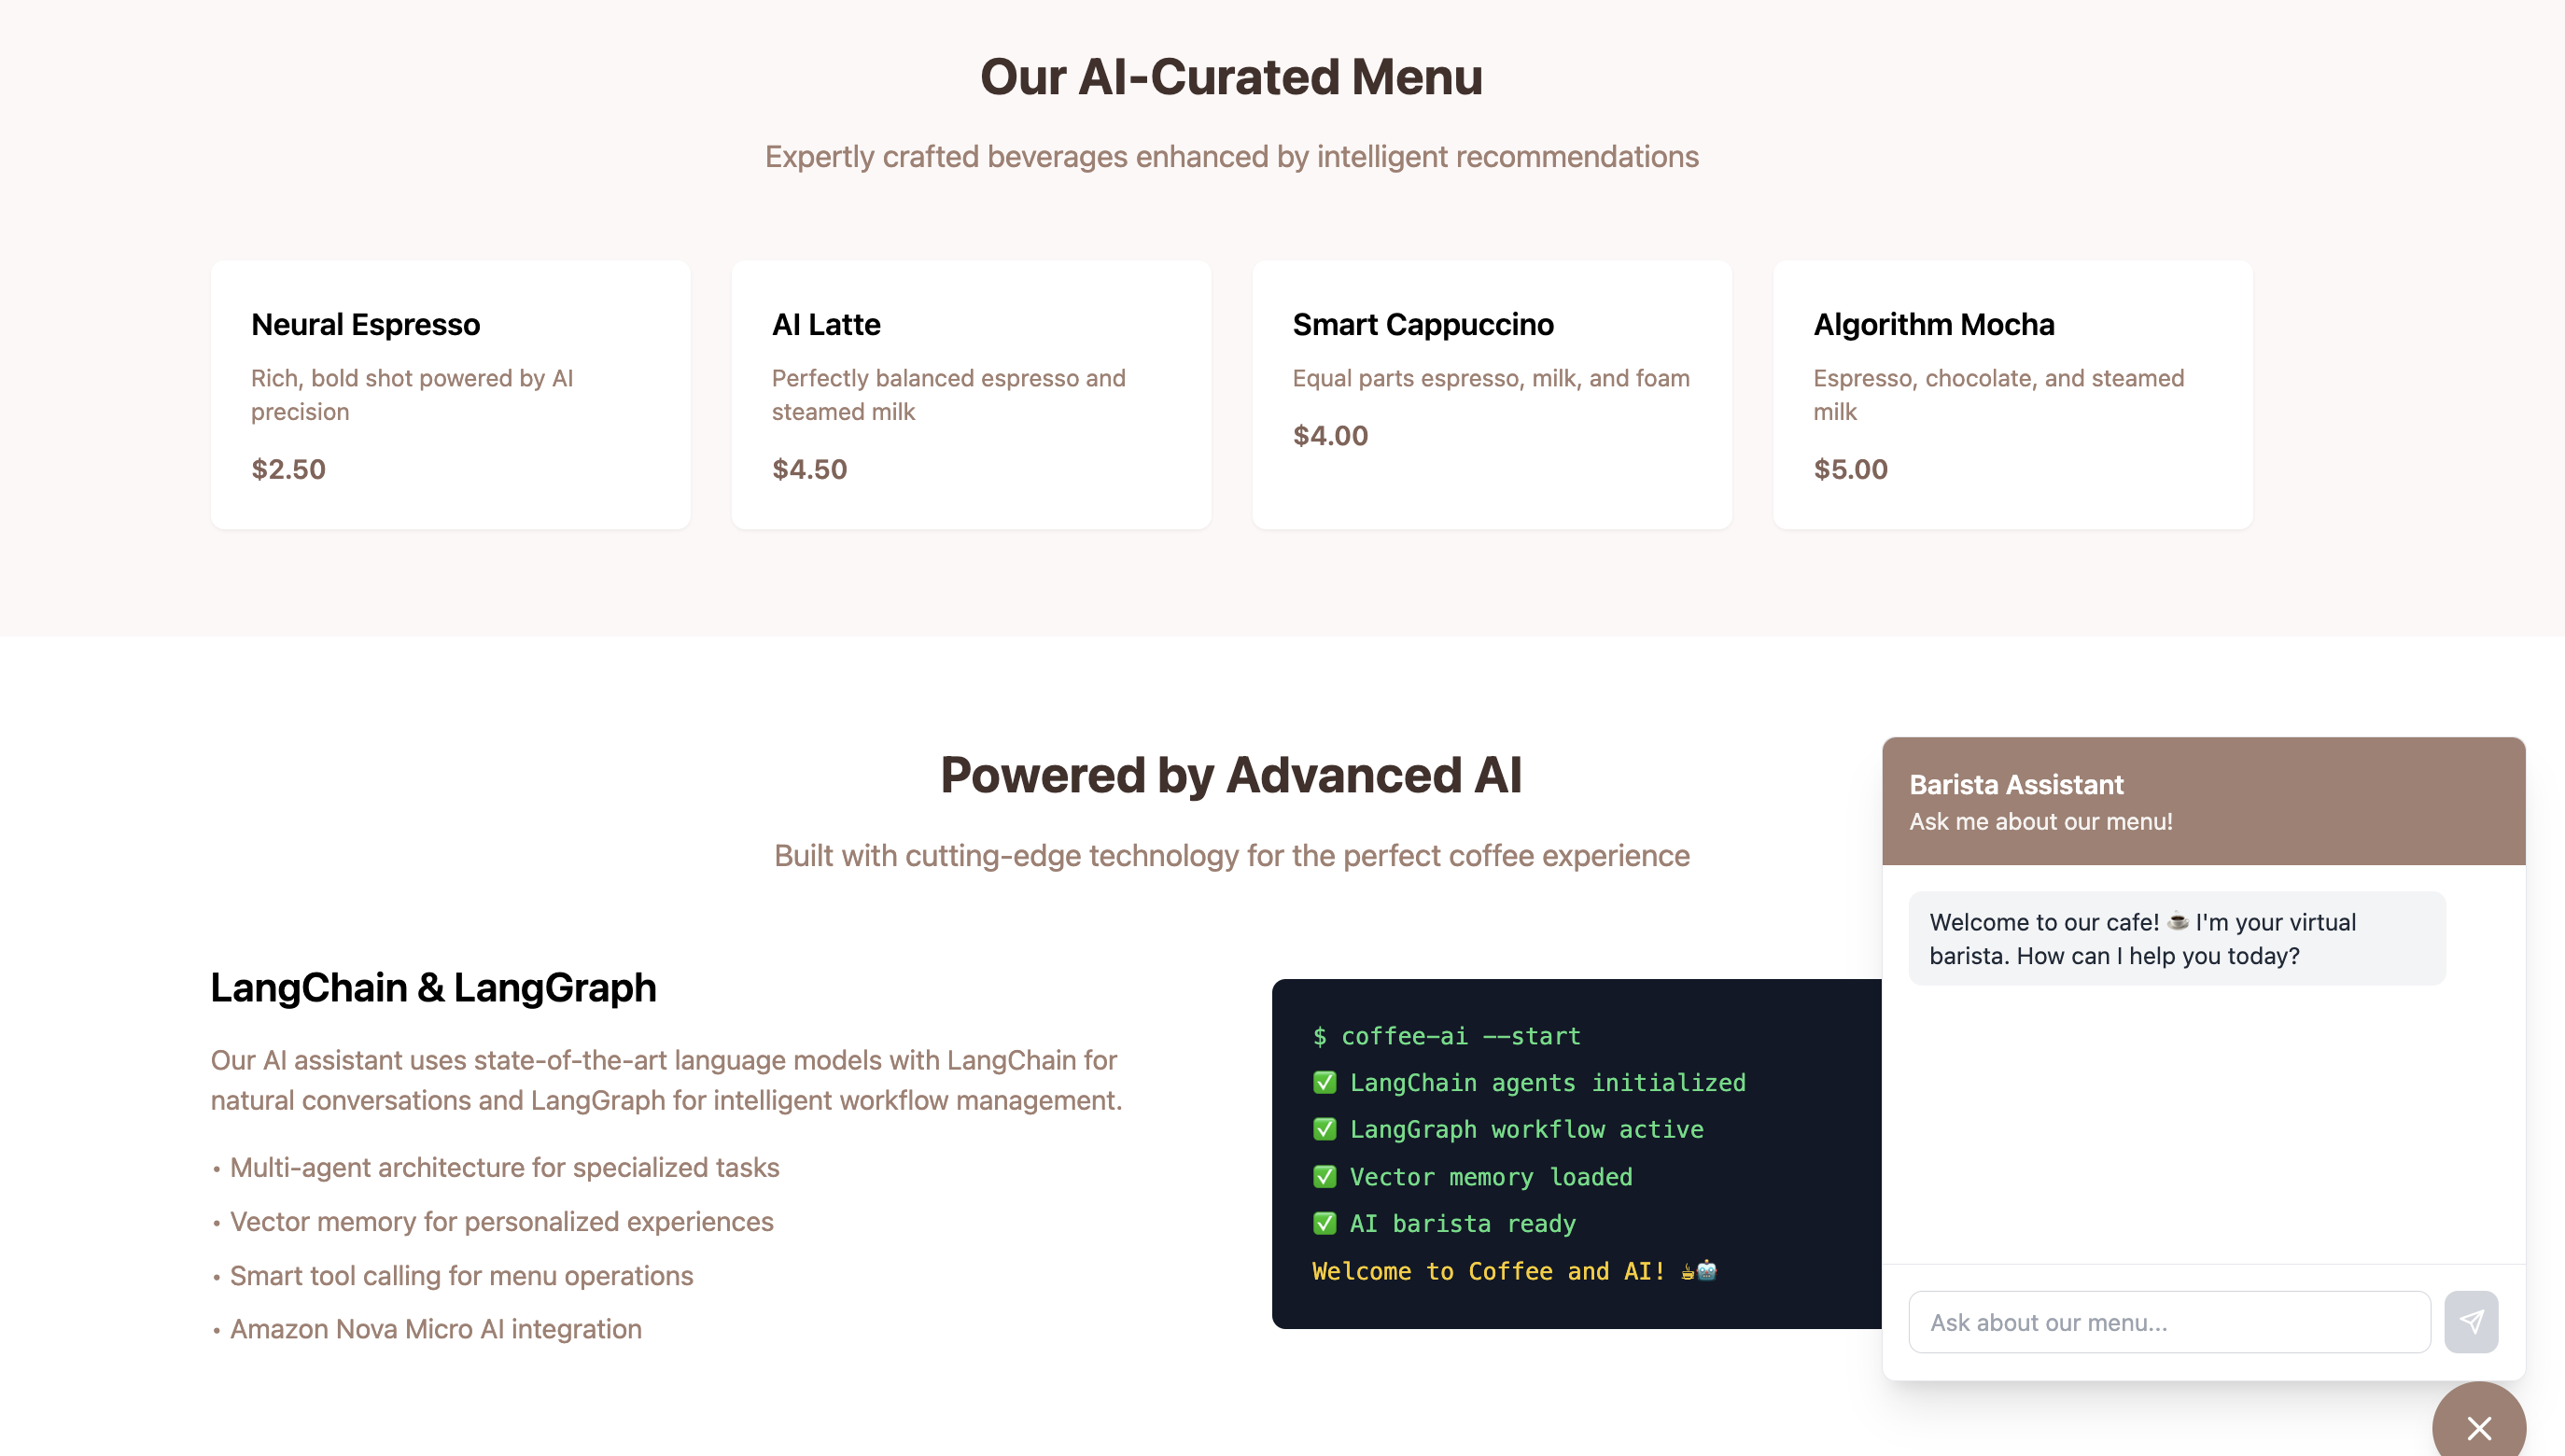 Our AI-Curated Menu
Expertly crafted beverages enhanced by intelligent recommendations
Neural Espresso
Rich, bold shot powered by AI
precision
$2.50
AI Latte
Perfectly balanced espresso and
steamed milk
$4.50
Smart Cappuccino
Equal parts espresso, milk, and foam
$4.00
Algorithm Mocha
Espresso, chocolate, and steamed
milk
$5.00
Powered by Advanced AI
Built with cutting-edge technology for the perfect coffee experience
LangChain & LangGraph
Our AI assistant uses state-of-the-art language models with LangChain for
natural conversations and LangGraph for intelligent workflow management.
• Multi-agent architecture for specialized tasks
• Vector memory for personalized experiences
• Smart tool calling for menu operations
• Amazon Nova Micro AI integration
$ coffee-ai --start
✅ LangChain agents initialized
✅ LangGraph workflow active
✅ Vector memory loaded
✅ AI barista ready
Welcome to Coffee and AI! ☕🤖
Barista Assistant
Ask me about our menu!
Welcome to our cafe! ☕ I'm your virtual
barista. How can I help you today?
Ask about our menu...